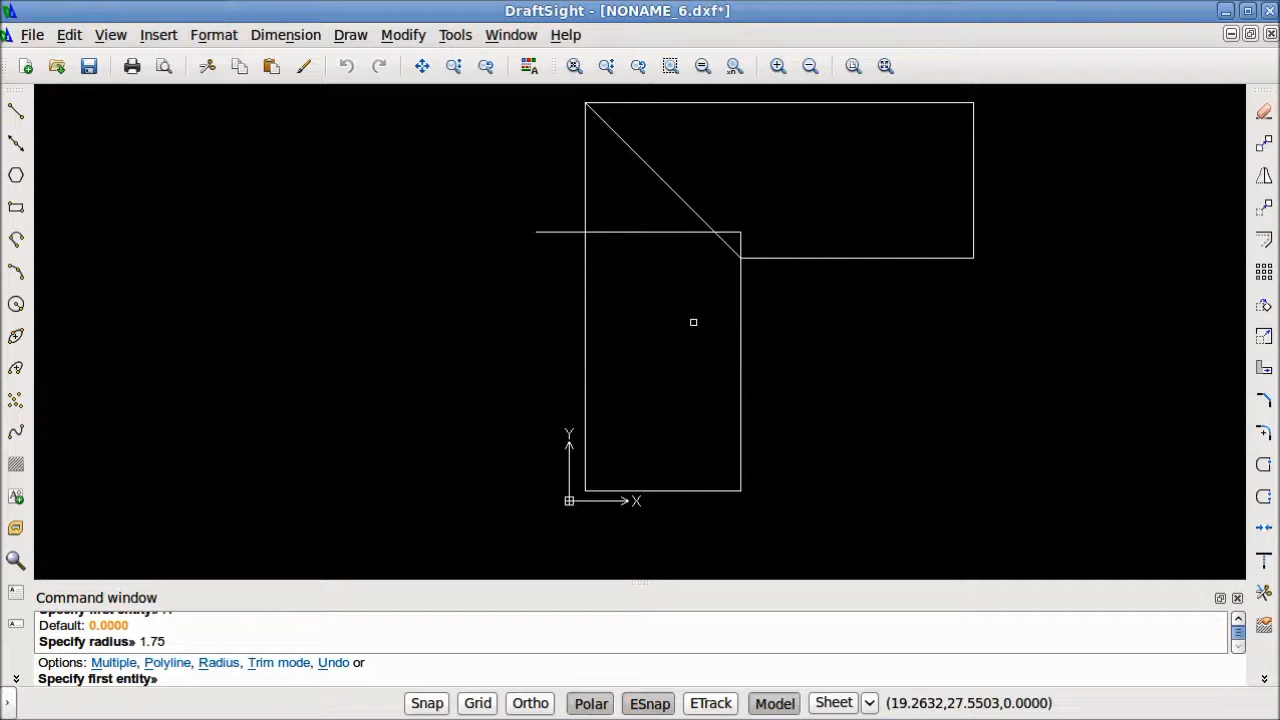 DraftSight - [NONAME_6.dxf*]
File Edit View Insert Format Dimension Draw Modify Tools Window Help
Y
X
Command window
Default: 0.0000
Specify radius» 1.75
Options: Multiple, Polyline, Radius, Trim mode, Undo or
Specify first entity»
Snap Grid Ortho Polar ESnap ETrack Model Sheet (19.2632,27.5503,0.0000)